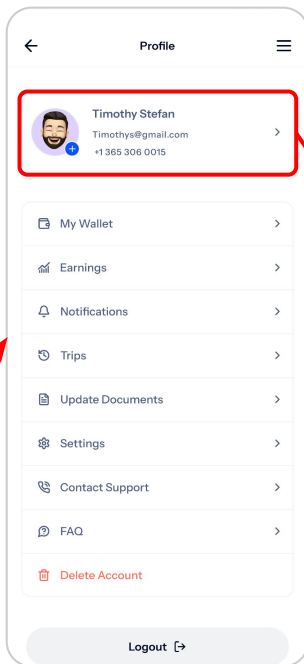 Profile
Timothy Stefan
Timothys@gmail.com
+1 365 306 0015
My Wallet
Earnings
Notifications
Trips
Update Documents
Settings
Contact Support
FAQ
Delete Account
Logout